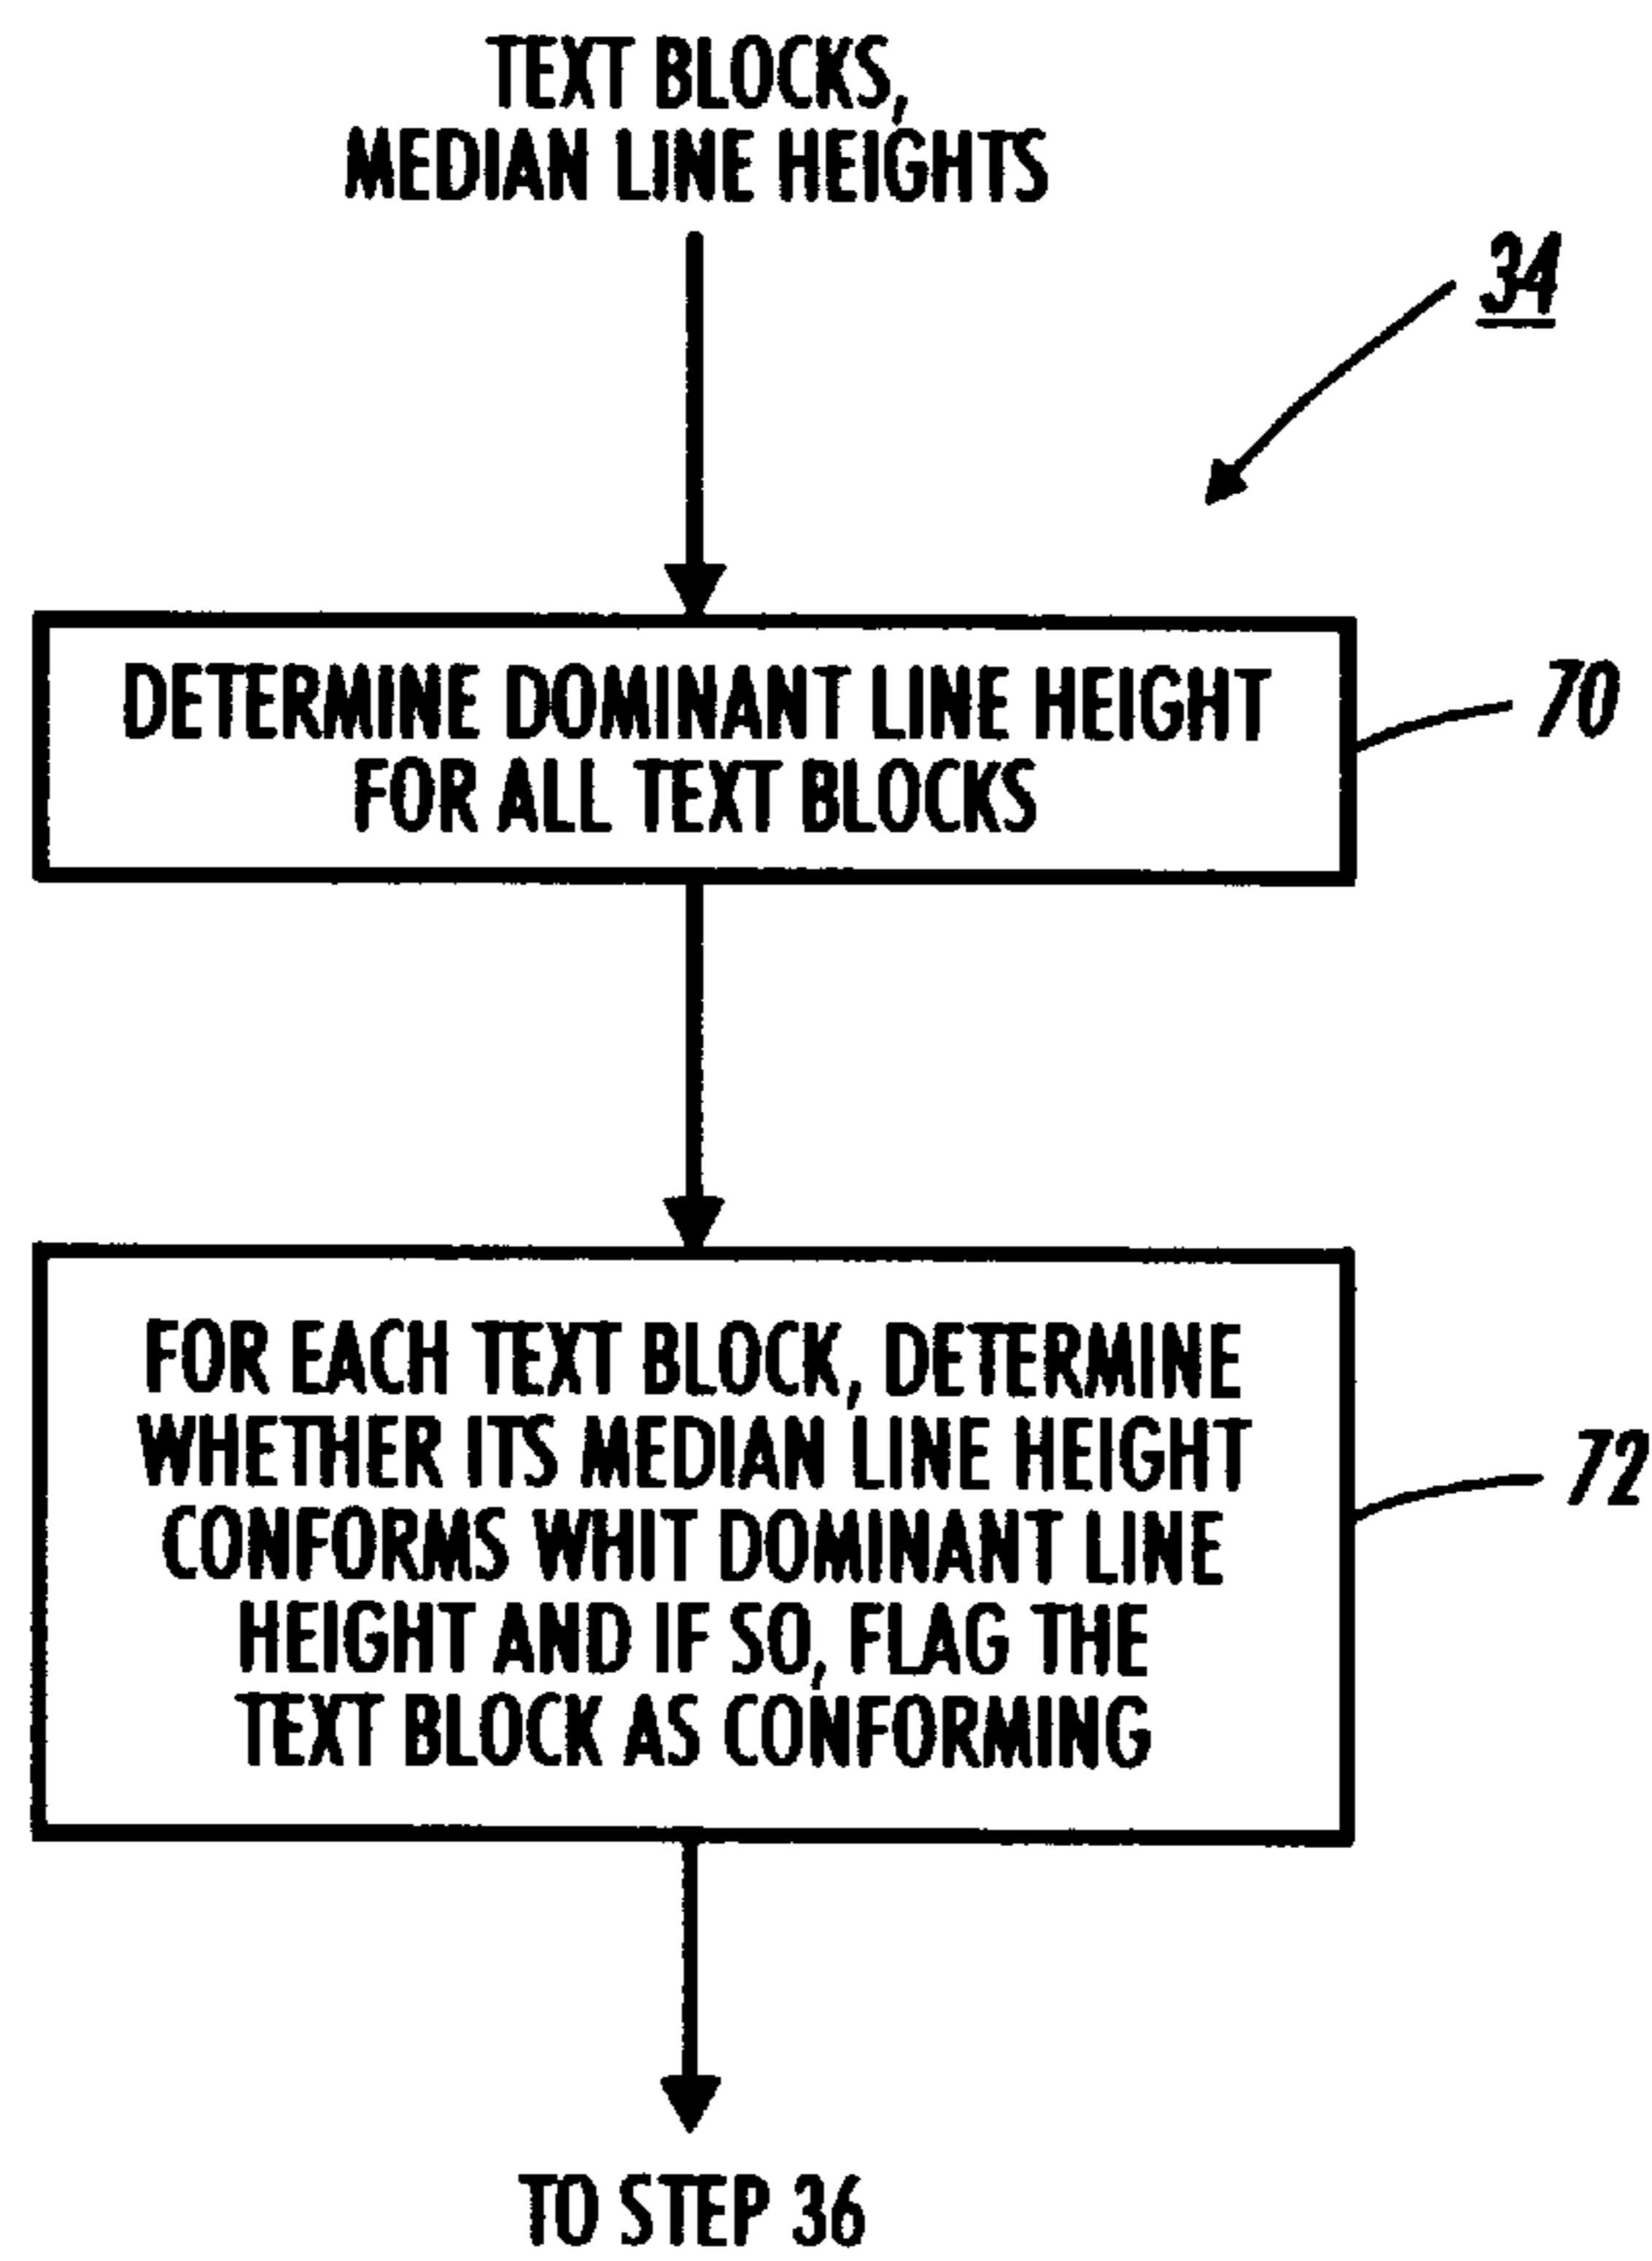 TEXT BLOCKS,
MEDIAN LINE HEIGHTS
34
DETERMINE DOMINANT LINE HEIGHT
FOR ALL TEXT BLOCKS
70
FOR EACH TEXT BLOCK, DETERMINE
WHETHER ITS MEDIAN LINE HEIGHT
CONFORMS WHIT DOMINANT LINE
HEIGHT AND IF SO, FLAG THE
TEXT BLOCK AS CONFORMING
72
TO STEP 36